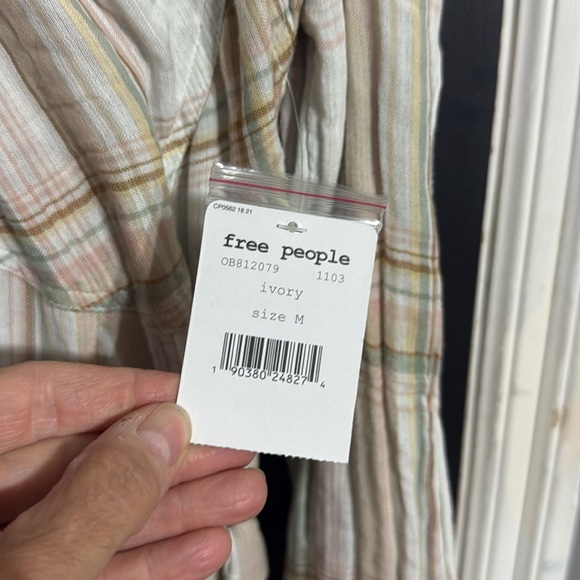 CP0562 18 21
free people
OB812079 1103
ivory
size M
1 90380 24827 4